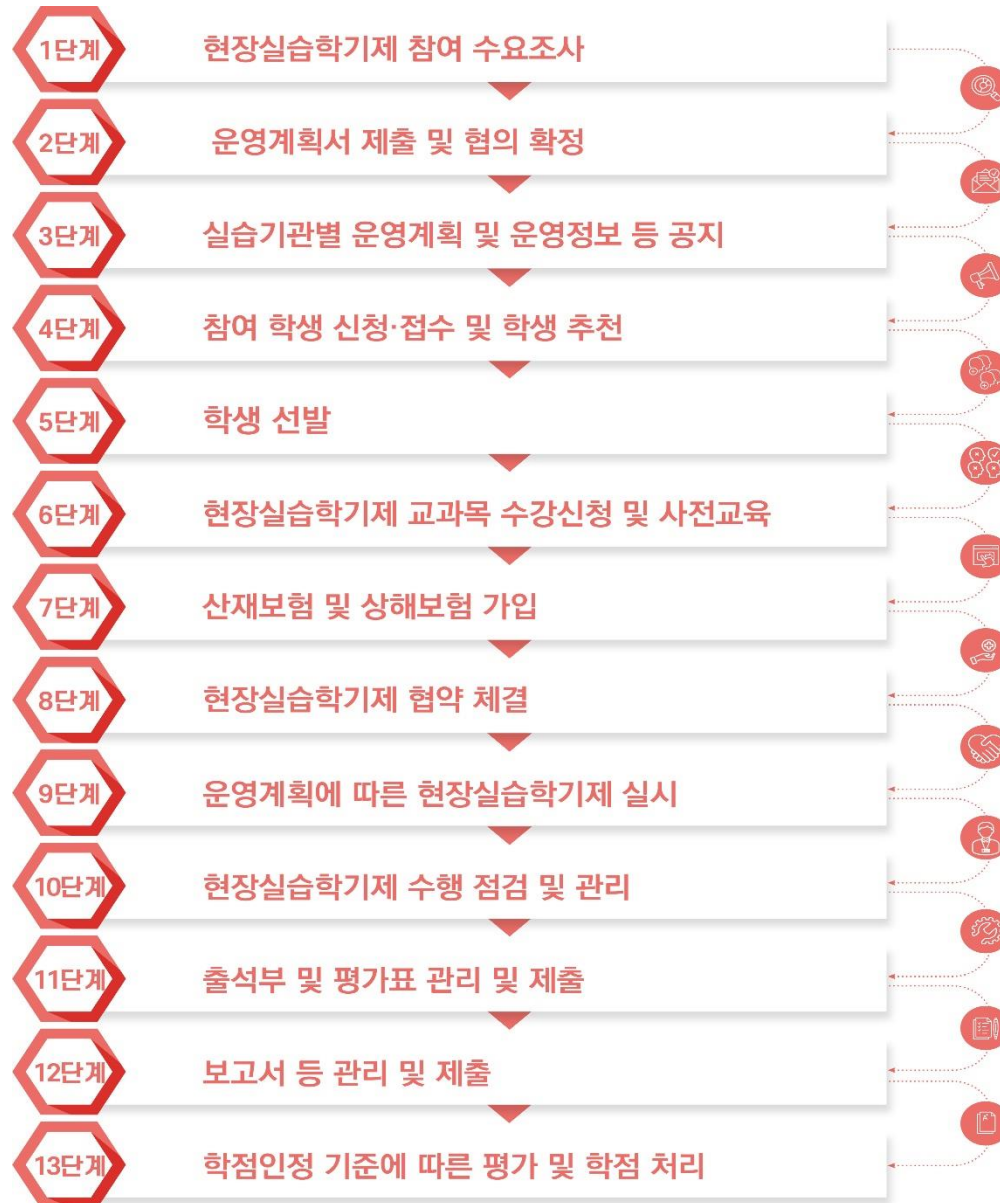 1단계
현장실습학기제 참여 수요조사
2단계
운영계획서 제출 및 협의 확정
3단계
실습기관별 운영계획 및 운영정보 등 공지
4단계
참여 학생 신청·접수 및 학생 추천
5단계
학생 선발
6단계
현장실습학기제 교과목 수강신청 및 사전교육
7단계
산재보험 및 상해보험 가입
8단계
현장실습학기제 협약 체결
9단계
운영계획에 따른 현장실습학기제 실시
10단계
현장실습학기제 수행 점검 및 관리
11단계
출석부 및 평가표 관리 및 제출
12단계
보고서 등 관리 및 제출
13단계
학점인정 기준에 따른 평가 및 학점 처리